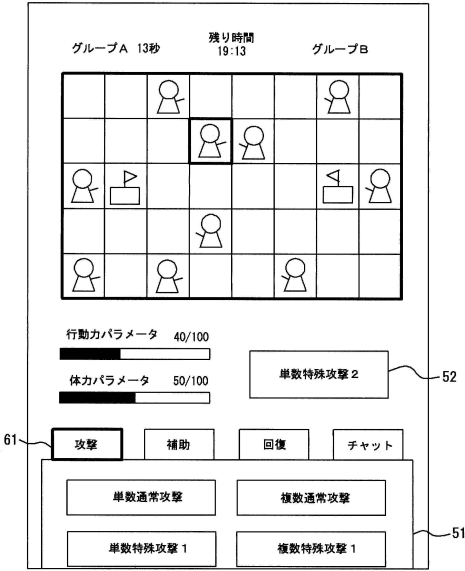 残り時間
グループA 13秒 19:13 グループB
行動力パラメータ 40/100
体力パラメータ 50/100
単数特殊攻撃2
52
61
攻撃 補助 回復 チャット
単数通常攻撃 複数通常攻撃
51
単数特殊攻撃1 複数特殊攻撃1